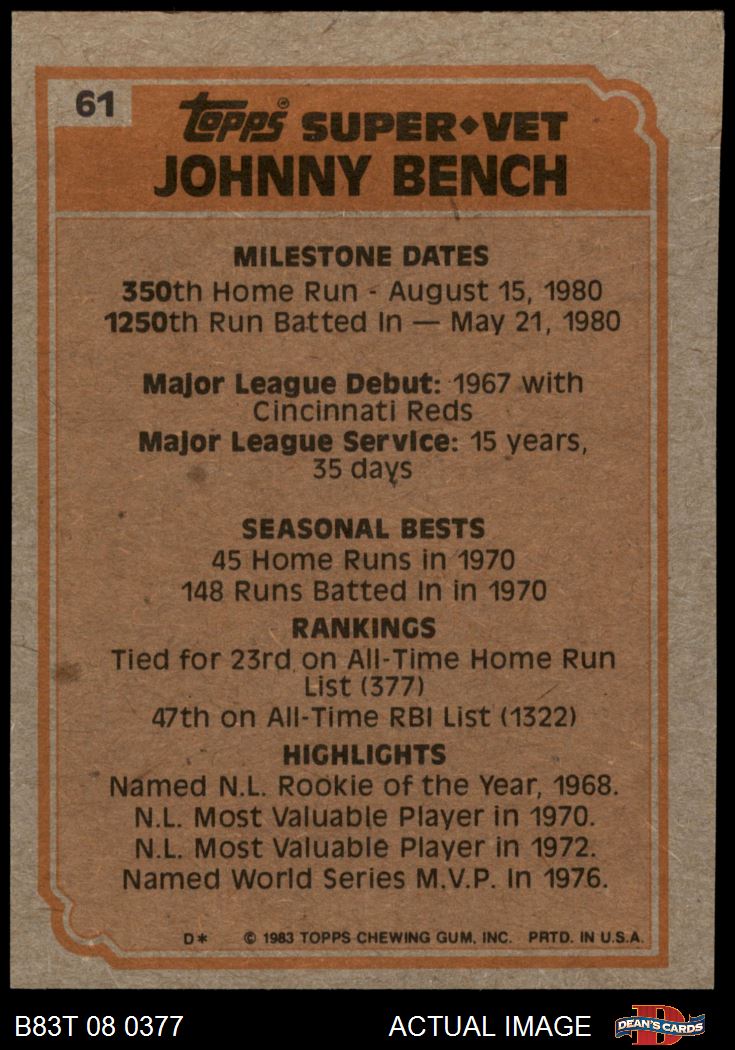 61
Topps® SUPER◆VET
JOHNNY BENCH
MILESTONE DATES
350th Home Run - August 15, 1980
1250th Run Batted In — May 21, 1980
Major League Debut: 1967 with
Cincinnati Reds
Major League Service: 15 years,
35 days
SEASONAL BESTS
45 Home Runs in 1970
148 Runs Batted In in 1970
RANKINGS
Tied for 23rd on All-Time Home Run
List (377)
47th on All-Time RBI List (1322)
HIGHLIGHTS
Named N.L. Rookie of the Year, 1968.
N.L. Most Valuable Player in 1970.
N.L. Most Valuable Player in 1972.
Named World Series M.V.P. in 1976.
D* © 1983 TOPPS CHEWING GUM, INC. PRTD. IN U.S.A.
B83T 08 0377 ACTUAL IMAGE D DEAN'S CARDS